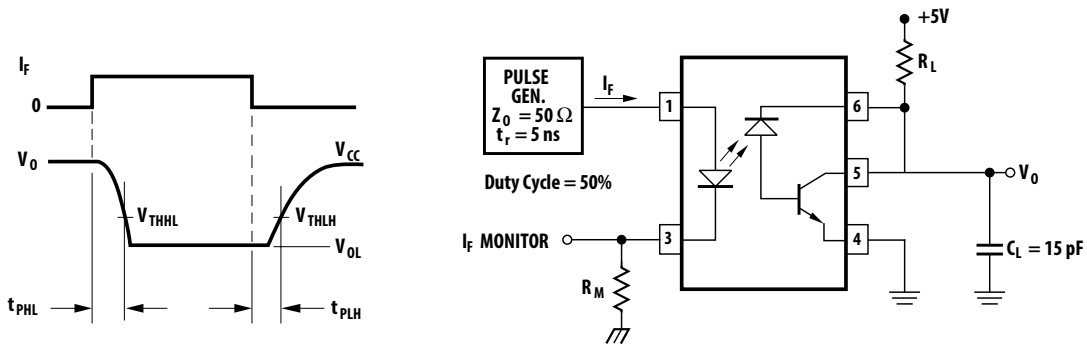 I_F
0
V_O
V_CC
V_THHL
V_THLH
V_OL
t_PHL
t_PLH
PULSE
GEN.
Z_O = 50 Ω
t_r = 5 ns
I_F
Duty Cycle = 50%
I_F MONITOR
R_M
1
3
6
5
4
+5V
R_L
V_O
C_L = 15 pF